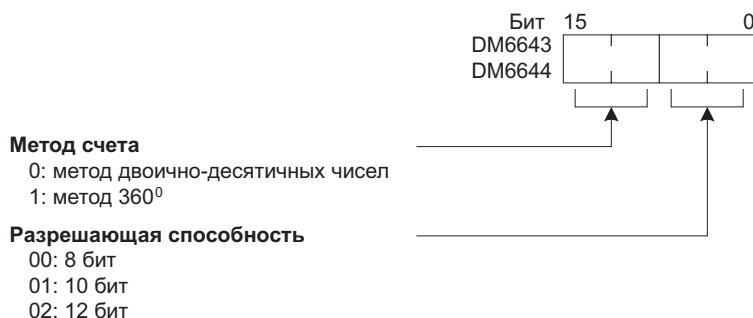 Бит 15 0
DM6643
DM6644
Метод счета
0: метод двоично-десятичных чисел
1: метод 360⁰
Разрешающая способность
00: 8 бит
01: 10 бит
02: 12 бит